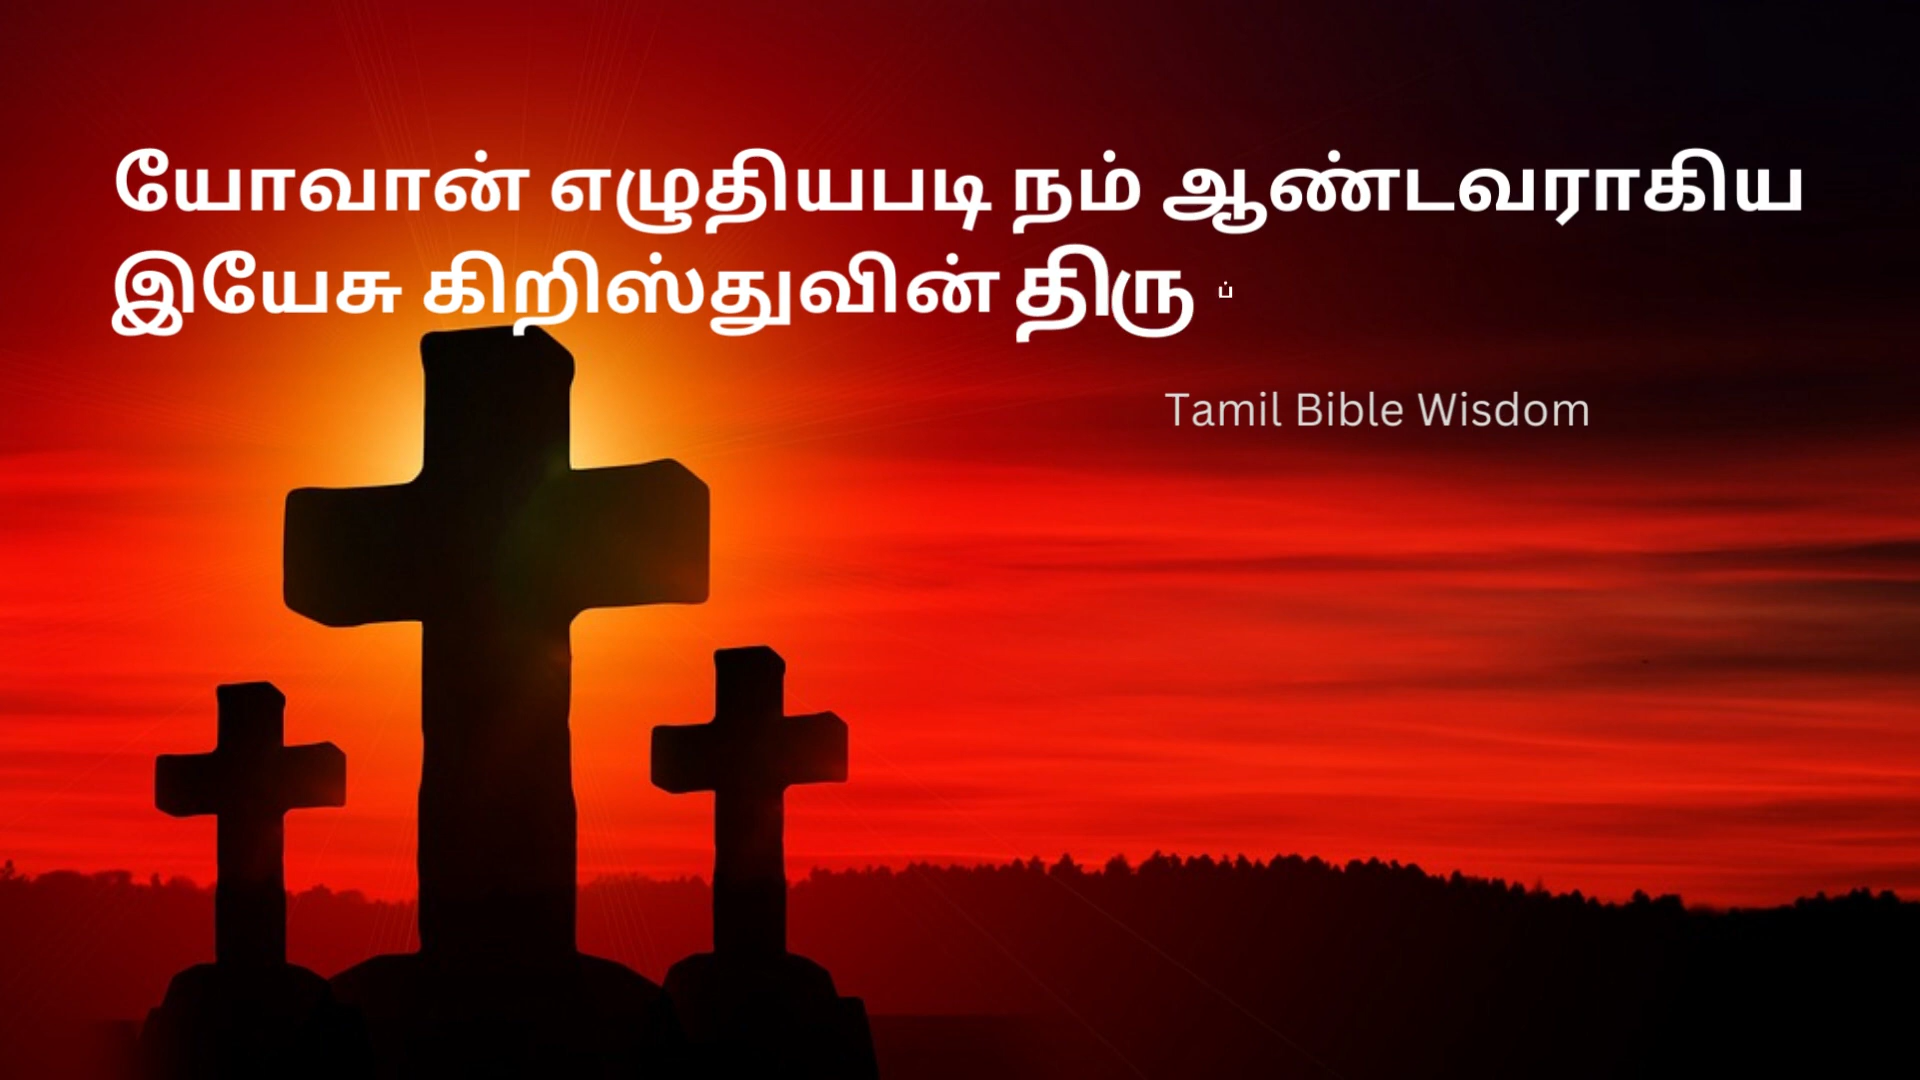 யோவான் எழுதியபடி நம் ஆண்டவராகிய
இயேசு கிறிஸ்துவின் திரு ப்
Tamil Bible Wisdom